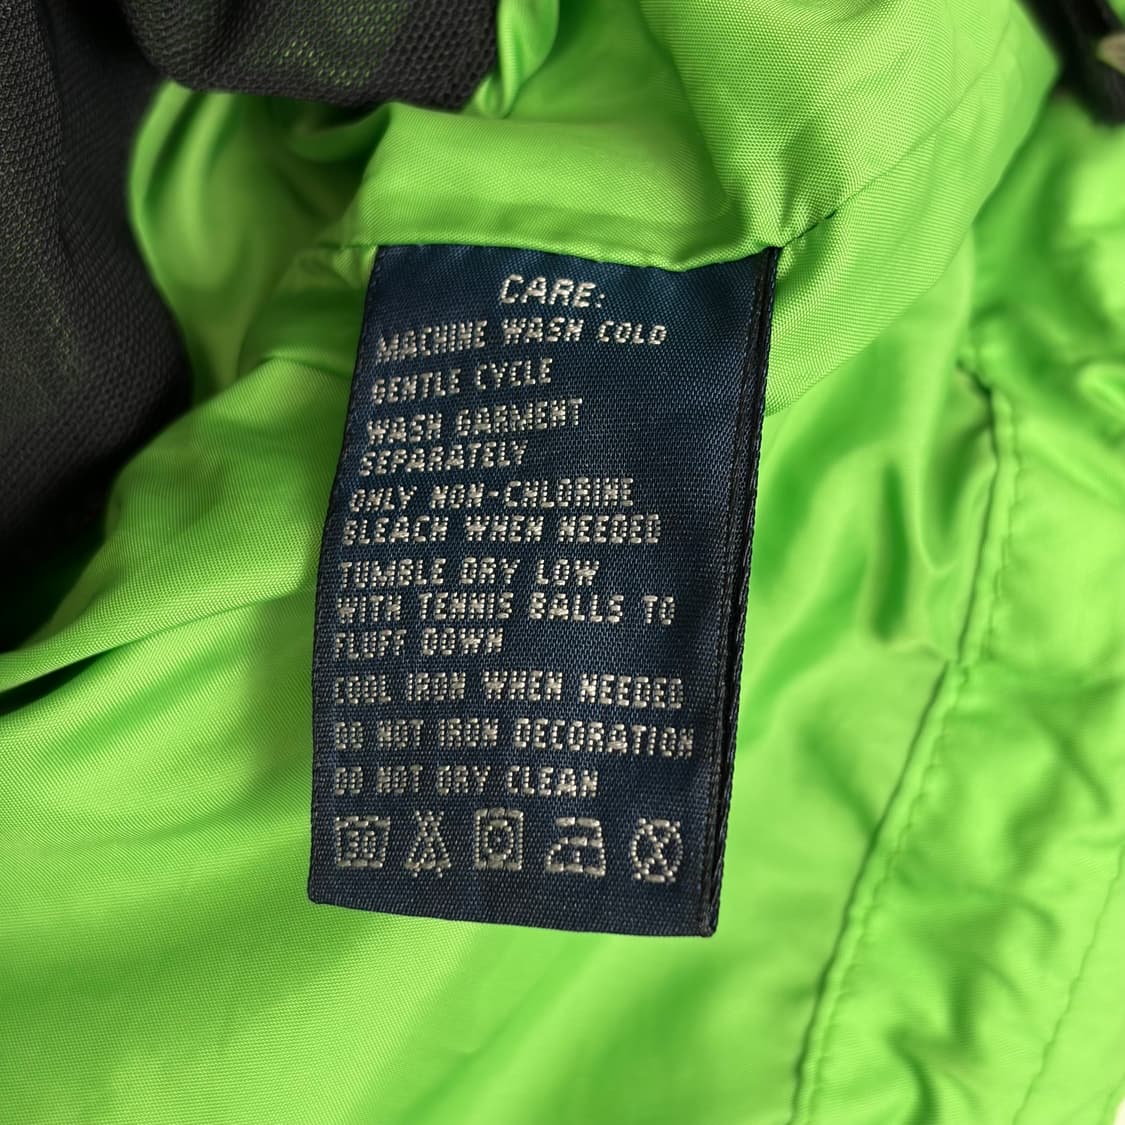 CARE:
MACHINE WASH COLD
GENTLE CYCLE
WASH GARMENT
SEPARATELY
ONLY NON-CHLORINE
BLEACH WHEN NEEDED
TUMBLE DRY LOW
WITH TENNIS BALLS TO
FLUFF DOWN
COOL IRON WHEN NEEDED
DO NOT IRON DECORATION
DO NOT DRY CLEAN
30